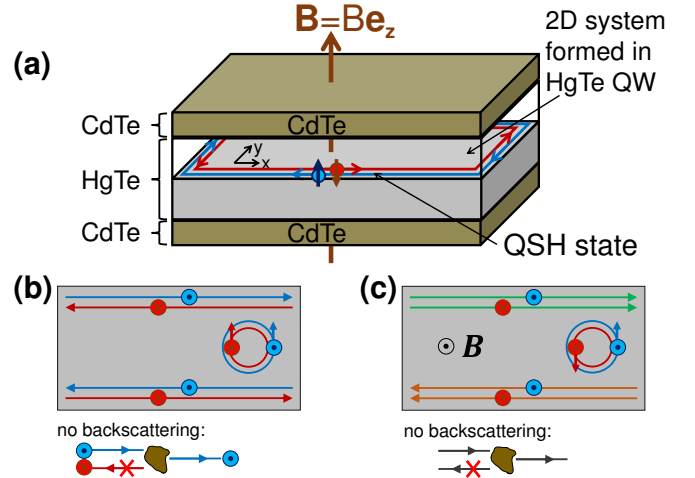 B=Be_z
2D system
formed in
HgTe QW
(a)
CdTe
CdTe
y
x
HgTe
CdTe
CdTe
QSH state
(b)
(c)
B
no backscattering:
no backscattering: